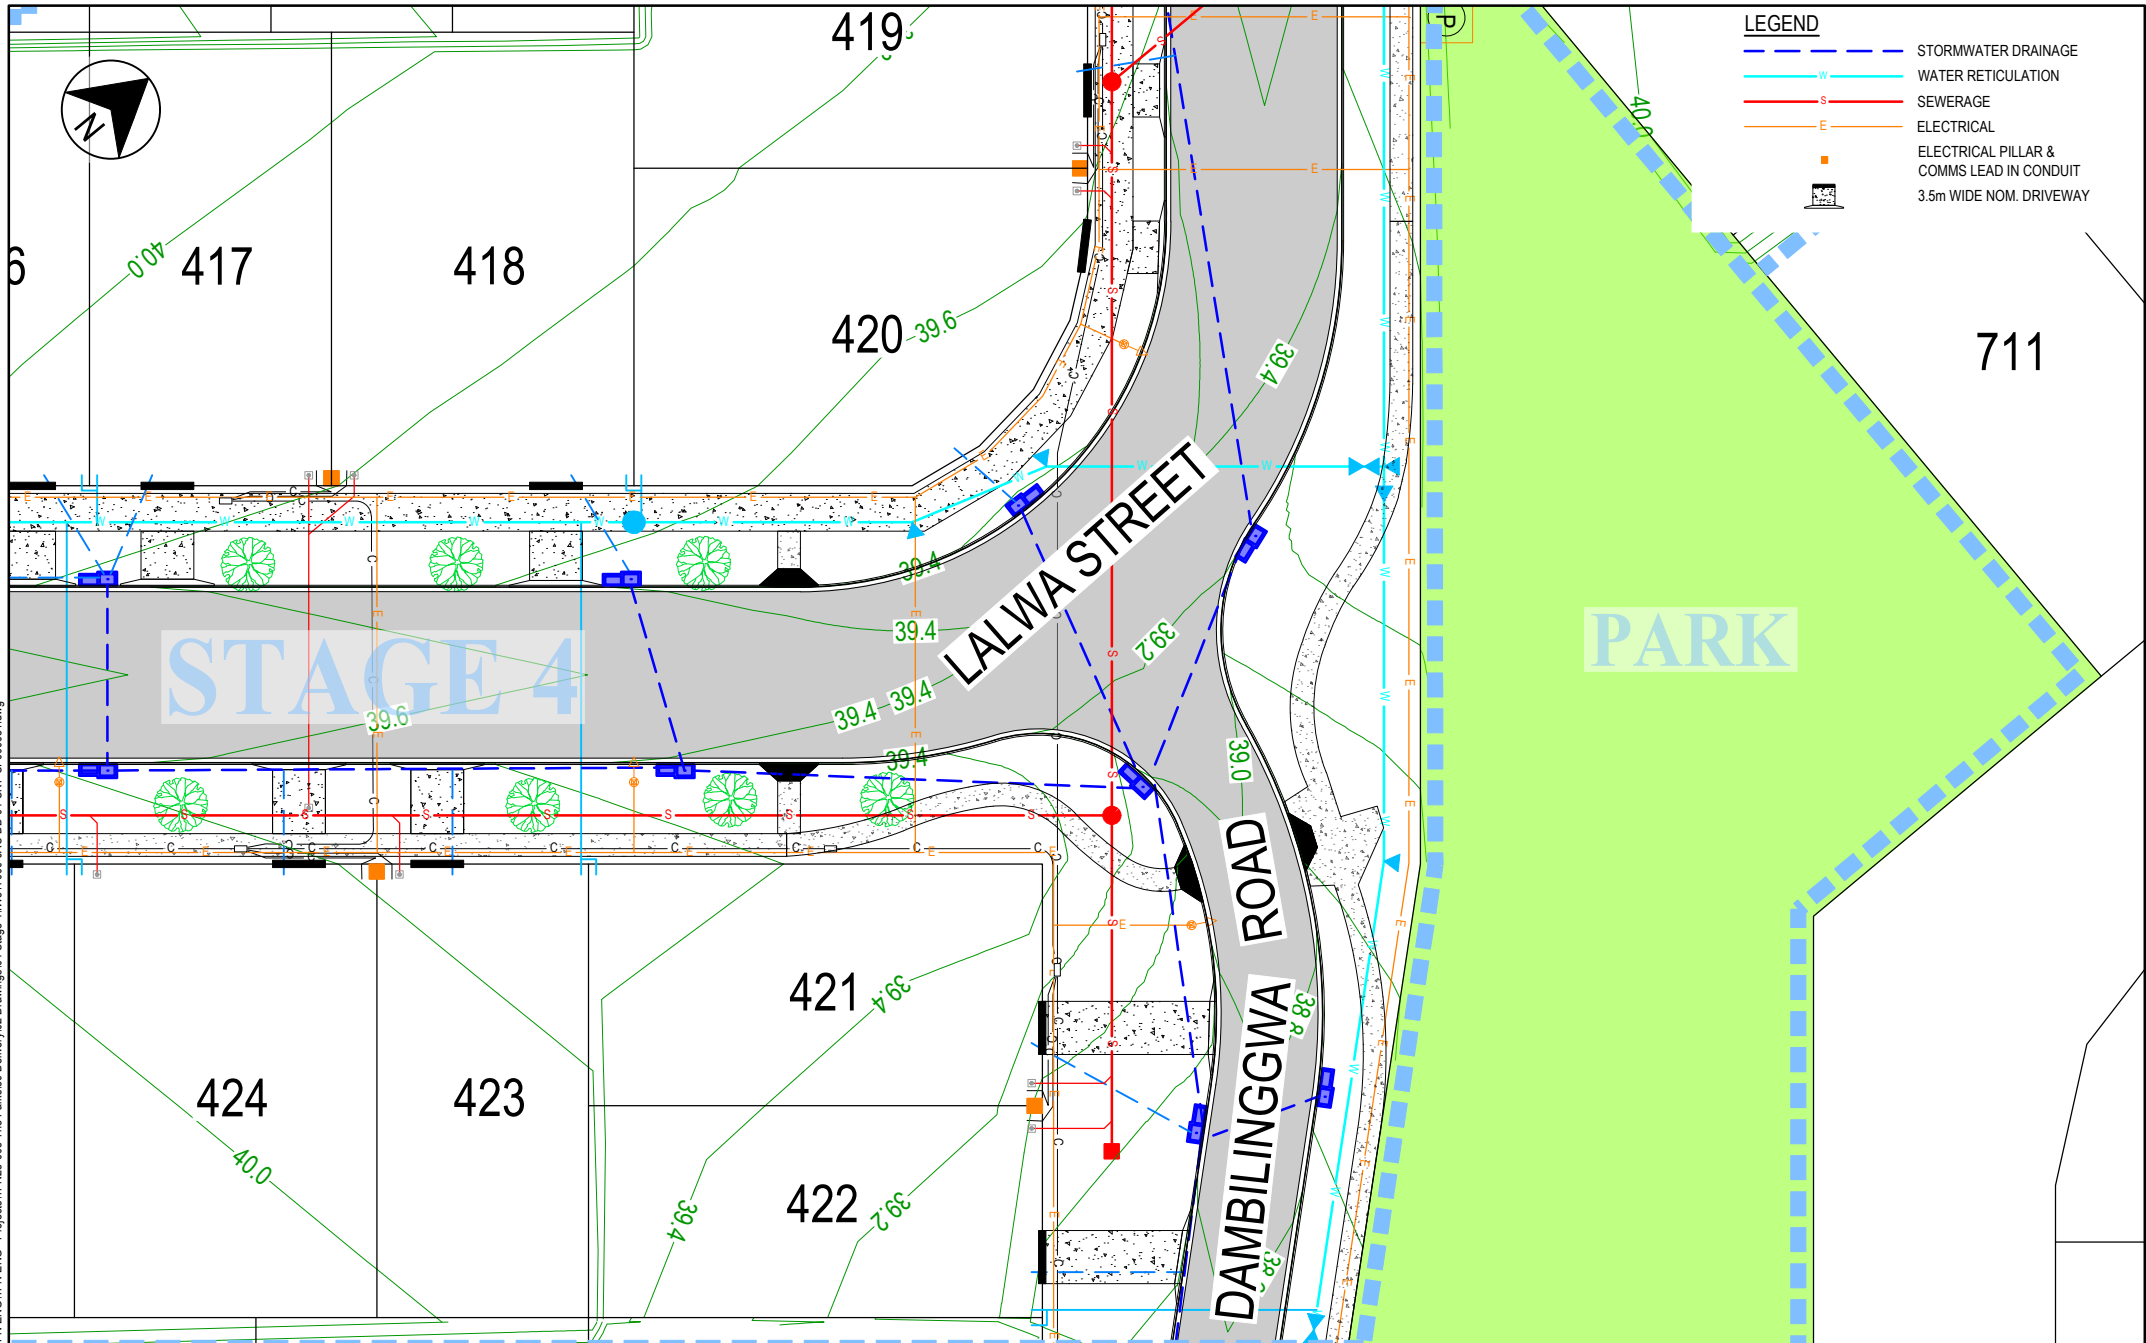 LEGEND
STORMWATER DRAINAGE
W WATER RETICULATION
S SEWERAGE
E ELECTRICAL
ELECTRICAL PILLAR &
COMMS LEAD IN CONDUIT
3.5m WIDE NOM. DRIVEWAY
N
P
419
417
418
420
711
40.0
40.0
39.6
39.4
LALWA STREET
39.4
39.4
39.2
STAGE 4
39.6
39.4
39.4
39.4
39.0
PARK
DAMBILINGGWA ROAD
38.8
421
39.4
424
423
40.0
422
39.4
39.2